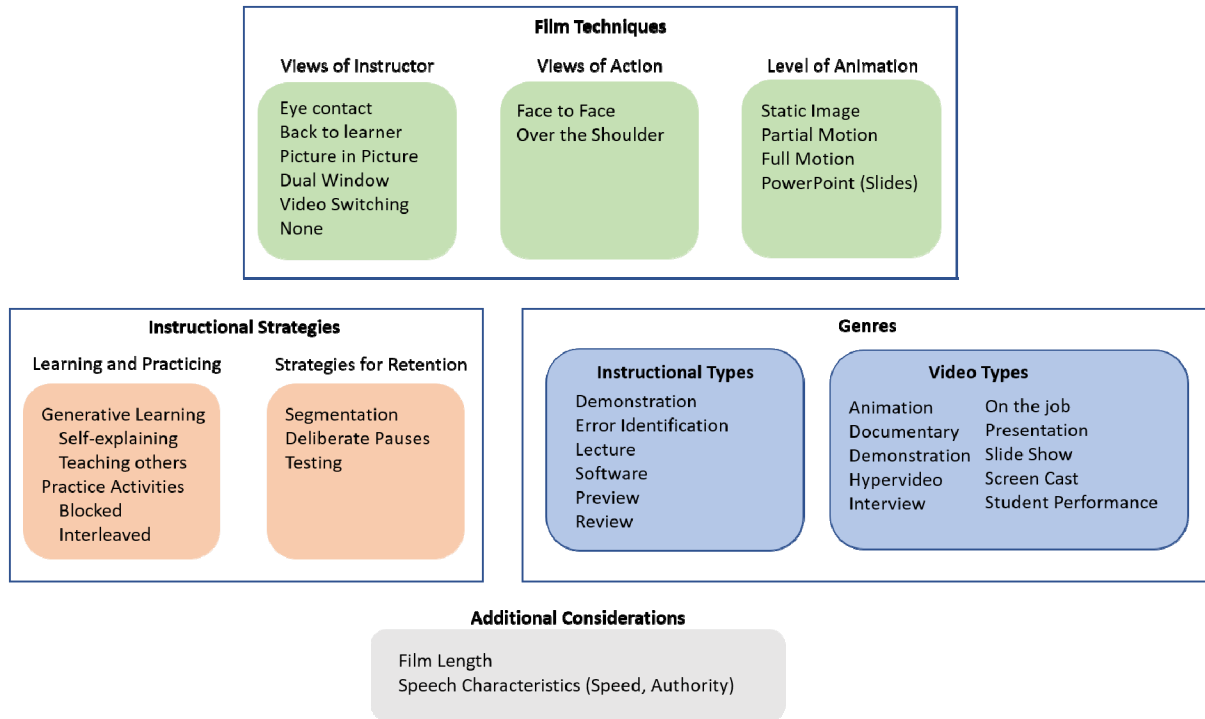 Film Techniques
Views of Instructor
Eye contact
Back to learner
Picture in Picture
Dual Window
Video Switching
None
Views of Action
Face to Face
Over the Shoulder
Level of Animation
Static Image
Partial Motion
Full Motion
PowerPoint (Slides)
Instructional Strategies
Learning and Practicing
Generative Learning
Self-explaining
Teaching others
Practice Activities
Blocked
Interleaved
Strategies for Retention
Segmentation
Deliberate Pauses
Testing
Genres
Instructional Types
Demonstration
Error Identification
Lecture
Software
Preview
Review
Video Types
Animation
Documentary
Demonstration
Hypervideo
Interview
On the job
Presentation
Slide Show
Screen Cast
Student Performance
Additional Considerations
Film Length
Speech Characteristics (Speed, Authority)